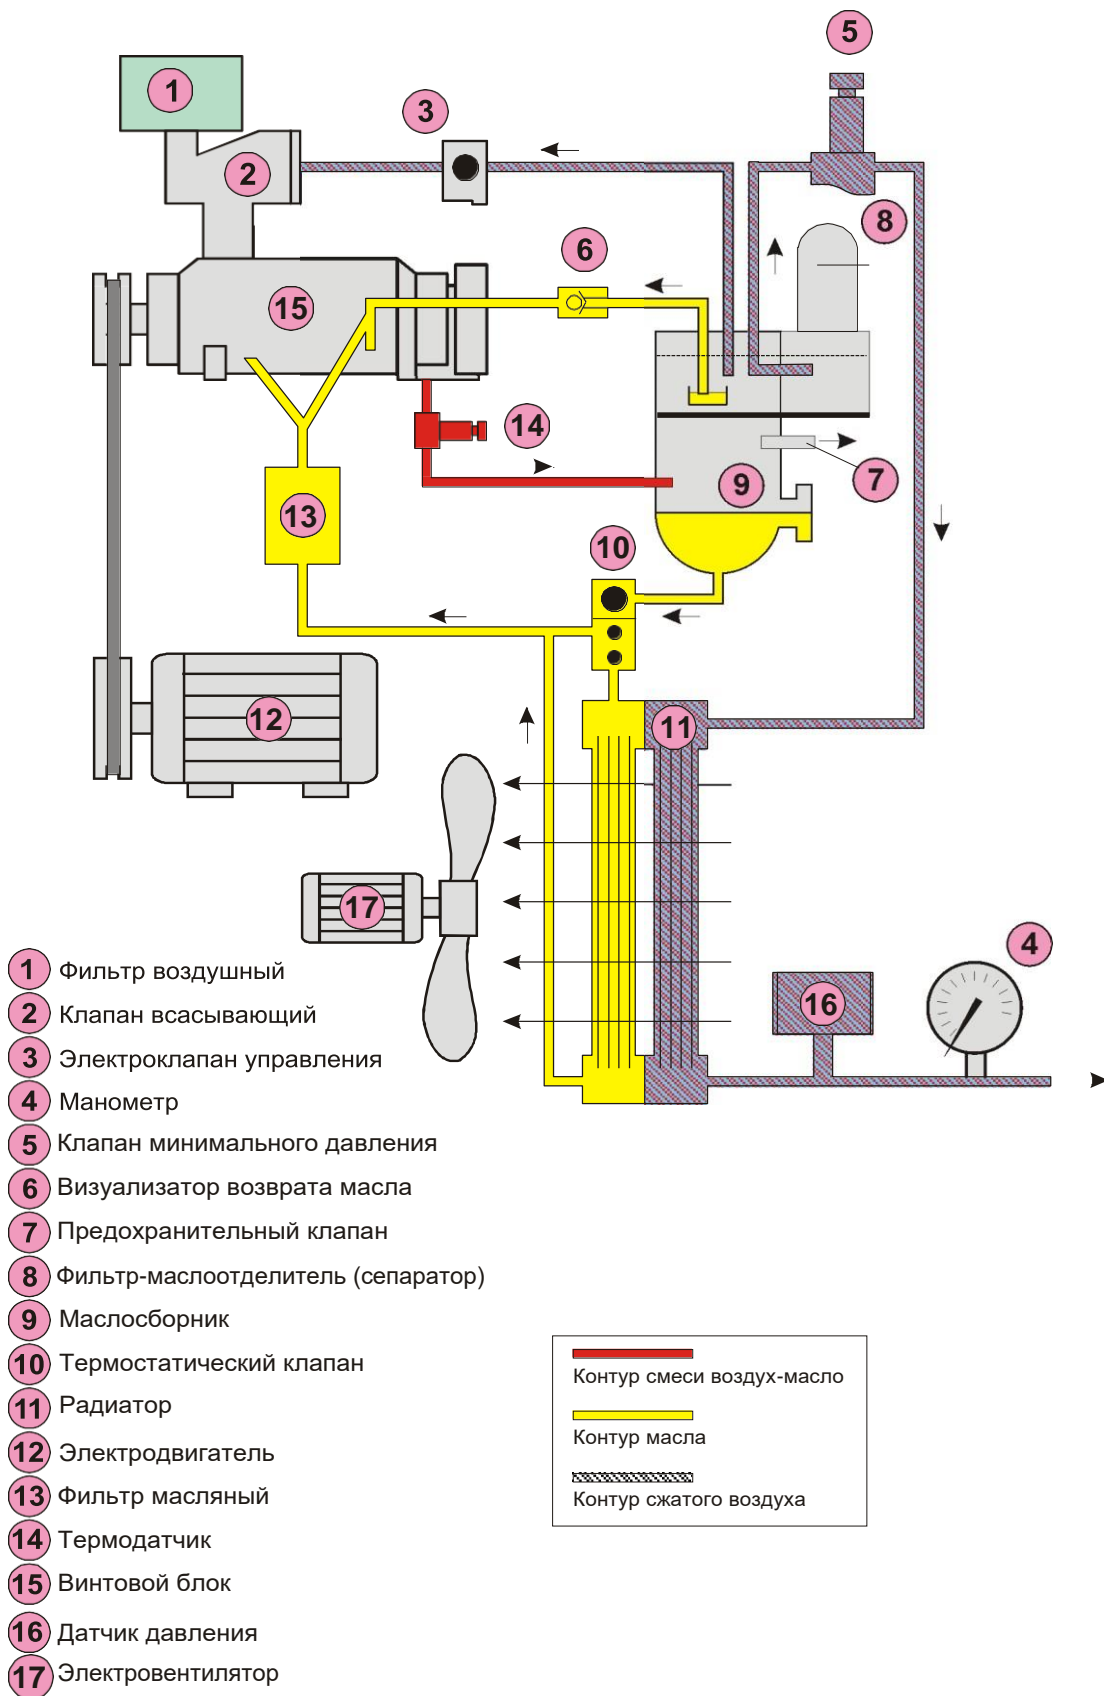 5
1
3
2
8
6
15
14
9
7
13
10
12
11
17
4
16
1 Фильтр воздушный
2 Клапан всасывающий
3 Электроклапан управления
4 Манометр
5 Клапан минимального давления
6 Визуализатор возврата масла
7 Предохранительный клапан
8 Фильтр-маслоотделитель (сепаратор)
9 Маслосборник
10 Термостатический клапан
11 Радиатор
12 Электродвигатель
13 Фильтр масляный
14 Термодатчик
15 Винтовой блок
16 Датчик давления
17 Электровентилятор
Контур смеси воздух-масло
Контур масла
Контур сжатого воздуха